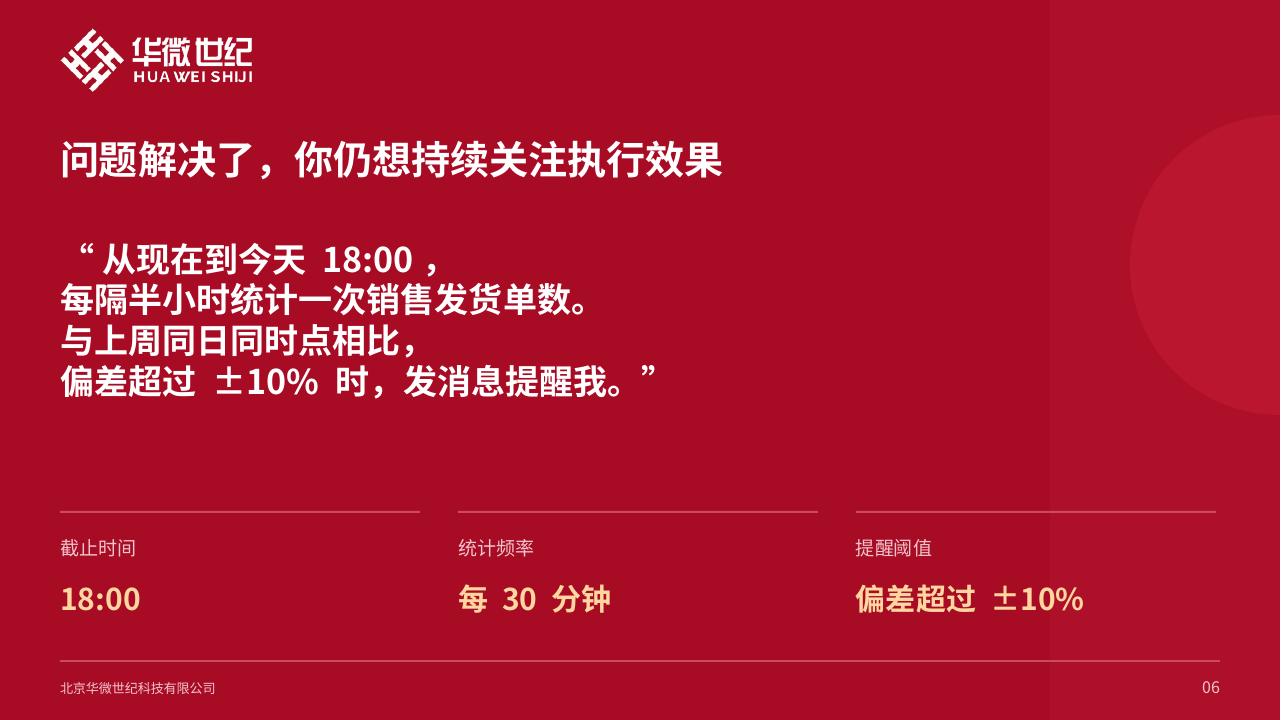 华微世纪
HUA WEI SHIJI
问题解决了，你仍想持续关注执行效果
“从现在到今天 18:00，
每隔半小时统计一次销售发货单数。
与上周同日同时点相比，
偏差超过 ±10% 时，发消息提醒我。”
截止时间
统计频率
提醒阈值
18:00
每 30 分钟
偏差超过 ±10%
北京华微世纪科技有限公司
06